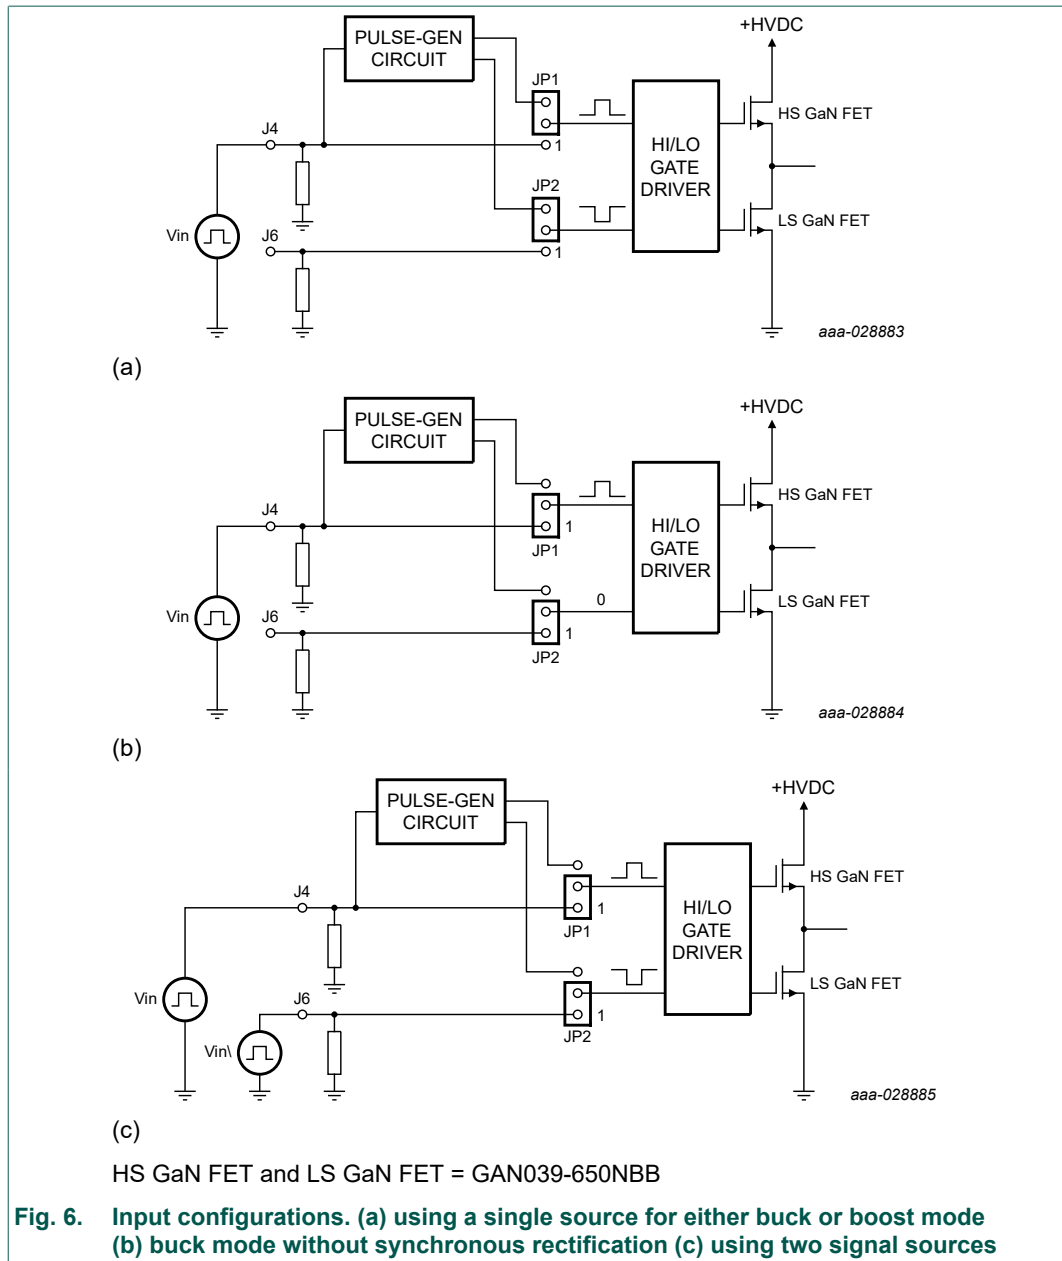 PULSE-GEN
CIRCUIT
+HVDC
JP1
HS GaN FET
J4
1
HI/LO
GATE
DRIVER
JP2
LS GaN FET
Vin
J6
1
aaa-028883
(a)
PULSE-GEN
CIRCUIT
+HVDC
HS GaN FET
J4
1
JP1
HI/LO
GATE
DRIVER
0
LS GaN FET
Vin
J6
1
JP2
aaa-028884
(b)
PULSE-GEN
CIRCUIT
+HVDC
HS GaN FET
J4
1
JP1
HI/LO
GATE
DRIVER
LS GaN FET
Vin
J6
1
JP2
Vin\
aaa-028885
(c)
HS GaN FET and LS GaN FET = GAN039-650NBB
Fig. 6. Input configurations. (a) using a single source for either buck or boost mode
(b) buck mode without synchronous rectification (c) using two signal sources